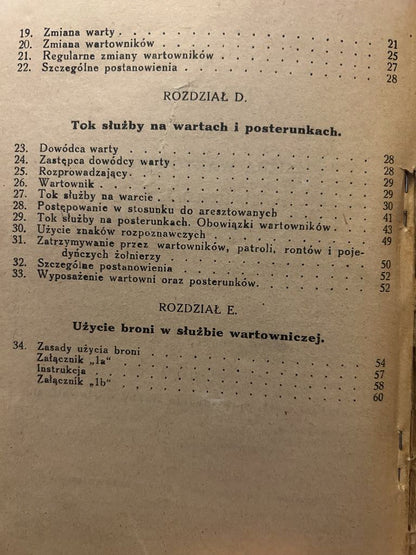 19. Zmiana warty
20. Zmiana wartowników 21
21. Regularne zmiany wartowników 25
22. Szczególne postanowienia 27
28
ROZDZIAŁ D.
Tok służby na wartach i posterunkach.
23. Dowódca warty
24. Zastępca dowódcy warty 28
25. Rozprowadzający 28
26. Wartownik 29
27. Tok służby na warcie 29
28. Postępowanie w stosunku do aresztowanych 30
29. Tok służby na posterunkach. Obowiązki wartowników 41
30. Użycie znaków rozpoznawczych 43
31. Zatrzymywanie przez wartowników, patroli, rontów i poje- 49
dyńczych żołnierzy
32. Szczególne postanowienia 50
33. Wyposażenie wartowni oraz posterunków. 52
52
ROZDZIAŁ E.
Użycie broni w służbie wartowniczej.
34. Zasady użycia broni
Załącznik „1a" 54
Instrukcja 57
Załącznik „1b" 58
60